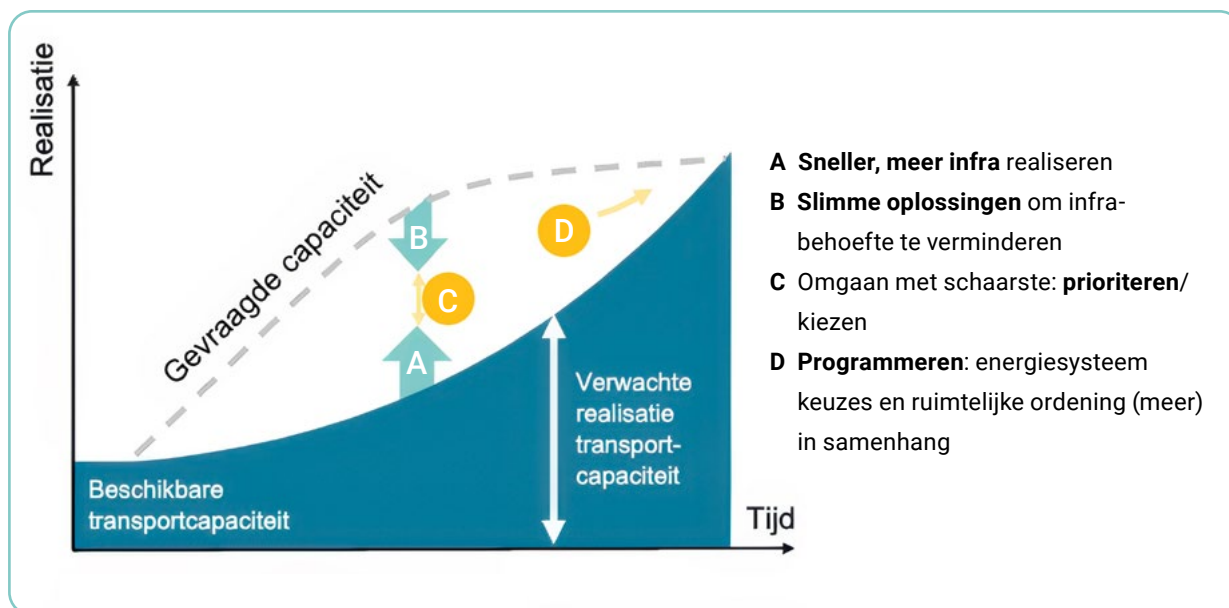 Realisatie
Gevraagde capaciteit
B
C
A
D
Beschikbare
transportcapaciteit
Verwachte
realisatie
transport-
capaciteit
Tijd
A Sneller, meer infra realiseren
B Slimme oplossingen om infra-
behoefte te verminderen
C Omgaan met schaarste: prioriteren/
kiezen
D Programmeren: energiesysteem
keuzes en ruimtelijke ordening (meer)
in samenhang